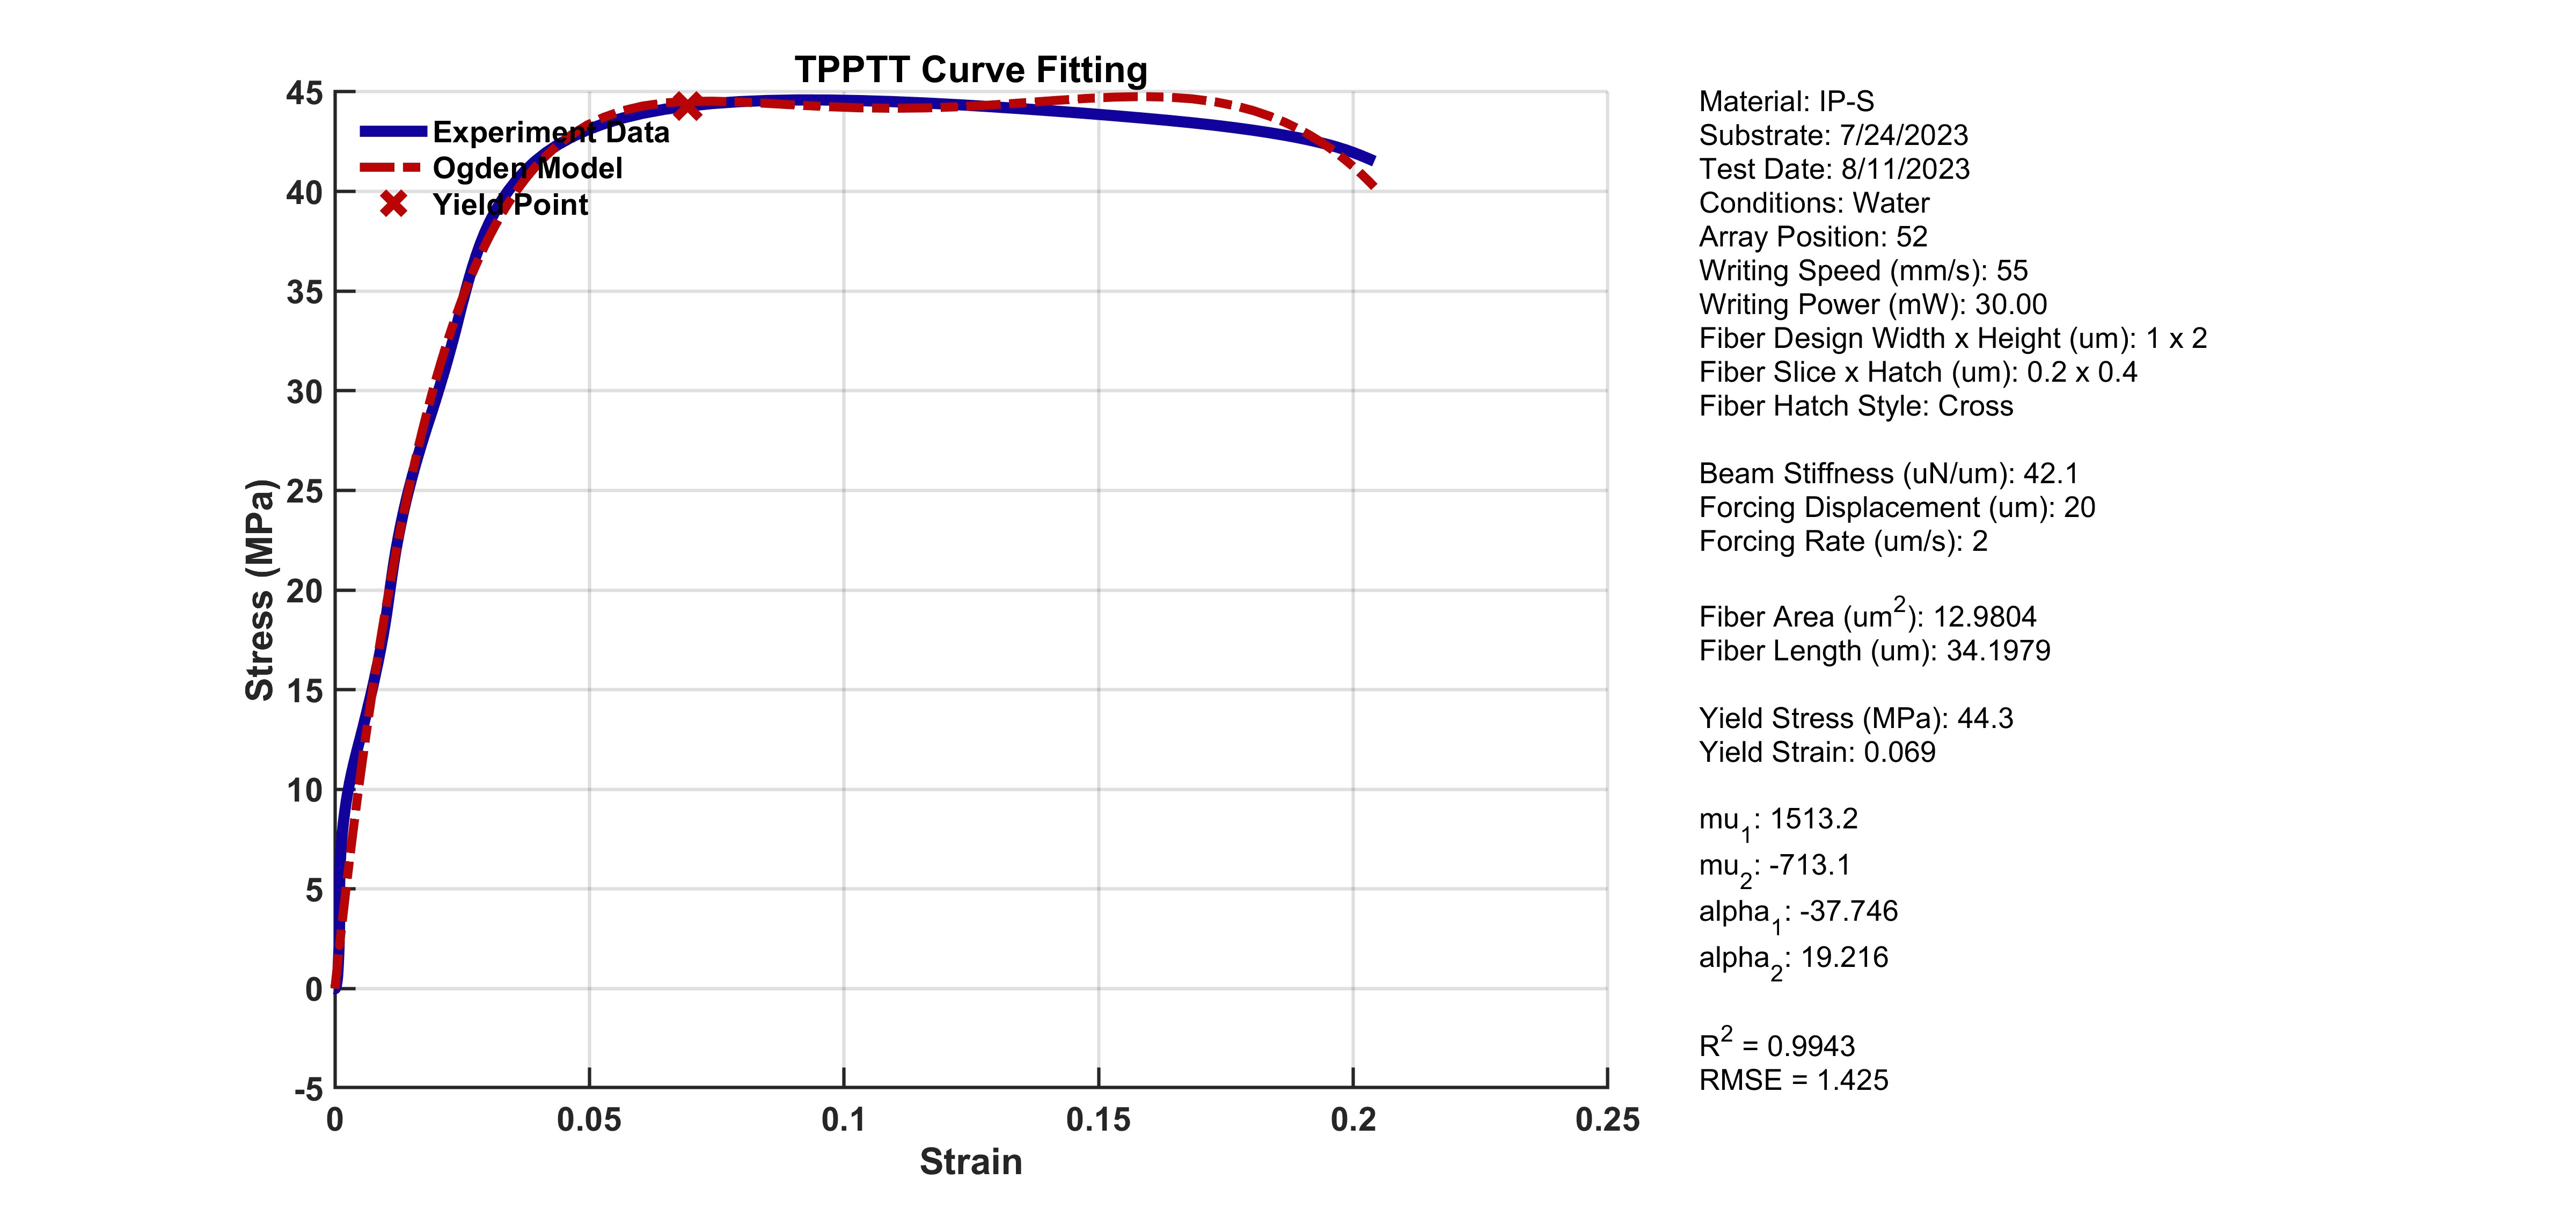 TPPTT Curve Fitting
45
40
35
30
25
20
15
10
5
0
-5
Stress (MPa)
Experiment Data
Ogden Model
Yield Point
0
0.05
0.1
0.15
0.2
0.25
Strain
Material: IP-S
Substrate: 7/24/2023
Test Date: 8/11/2023
Conditions: Water
Array Position: 52
Writing Speed (mm/s): 55
Writing Power (mW): 30.00
Fiber Design Width x Height (um): 1 x 2
Fiber Slice x Hatch (um): 0.2 x 0.4
Fiber Hatch Style: Cross
Beam Stiffness (uN/um): 42.1
Forcing Displacement (um): 20
Forcing Rate (um/s): 2
Fiber Area (um²): 12.9804
Fiber Length (um): 34.1979
Yield Stress (MPa): 44.3
Yield Strain: 0.069
mu₁: 1513.2
mu₂: -713.1
alpha₁: -37.746
alpha₂: 19.216
R² = 0.9943
RMSE = 1.425